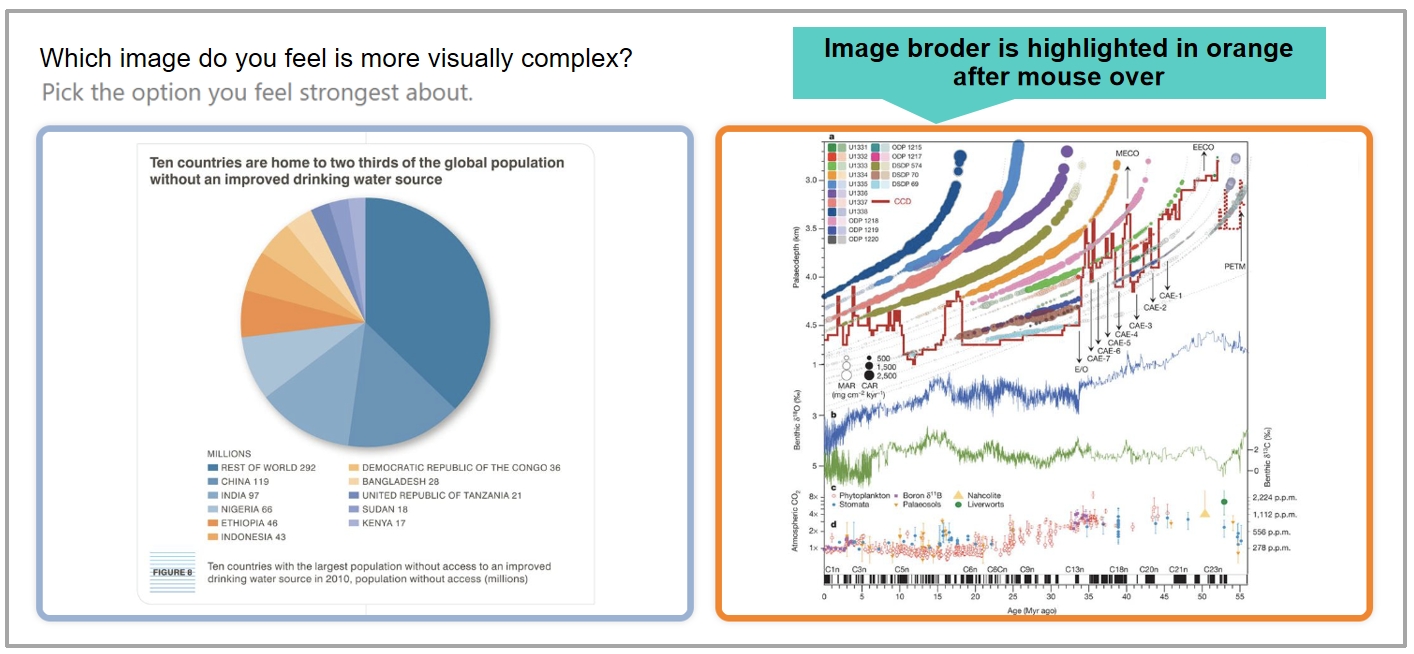 Which image do you feel is more visually complex?
Pick the option you feel strongest about.
Image broder is highlighted in orange
after mouse over
Ten countries are home to two thirds of the global population
without an improved drinking water source
MILLIONS
REST OF WORLD 292
CHINA 119
INDIA 97
NIGERIA 66
ETHIOPIA 46
INDONESIA 43
DEMOCRATIC REPUBLIC OF THE CONGO 36
BANGLADESH 28
UNITED REPUBLIC OF TANZANIA 21
SUDAN 18
KENYA 17
FIGURE 8
Ten countries with the largest population without access to an improved
drinking water source in 2010, population without access (millions)
a
U1331
U1332
U1333
U1334
U1335
U1336
U1337
U1338
ODP 1218
ODP 1219
ODP 1220
ODP 1215
ODP 1217
DSDP 574
DSDP 70
DSDP 69
CCD
MECO
EECO
PETM
Palaeodepth (km)
3.0
3.5
4.0
4.5
CAE-1
CAE-2
CAE-3
CAE-4
CAE-5
CAE-6
CAE-7
E/O
500
1,500
2,500
MAR CAR
(mg cm⁻² kyr⁻¹)
Benthic δ¹⁸O (‰)
1
3
5
b
Benthic δ¹³C (‰)
2
0
c
Phytoplankton
Stomata
Boron δ¹¹B
Palaeosols
Nahcolite
Liverworts
Atmospheric CO₂
8×
4×
2×
1×
d
2,224 p.p.m.
1,112 p.p.m.
556 p.p.m.
278 p.p.m.
C1n C3n C5n C6n C6Cn C9n C13n C18n C20n C21n C23n
0 5 10 15 20 25 30 35 40 45 50 55
Age (Myr ago)